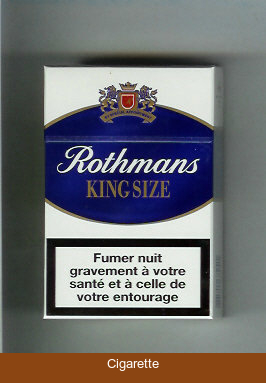 Rothmans
KING SIZE
Fumer nuit
gravement à votre
santé et à celle de
votre entourage
Cigarette